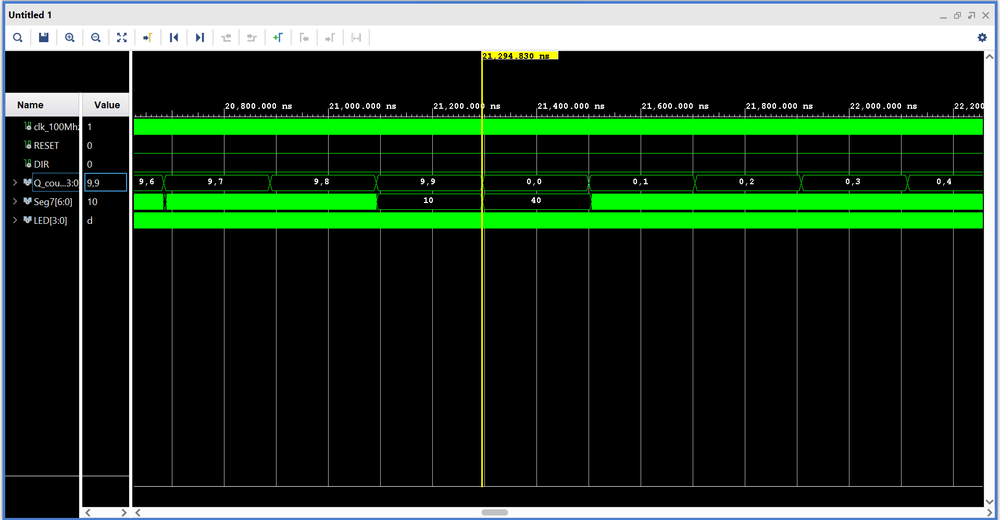 Untitled 1
21,294.830 ns
Name
Value
20,800.000 ns
21,000.000 ns
21,200.000 ns
21,400.000 ns
21,600.000 ns
21,800.000 ns
22,000.000 ns
22,200
clk_100Mhz
1
RESET
0
DIR
0
Q_cou...3:0]
9,9
9,6
9,7
9,8
9,9
0,0
0,1
0,2
0,3
0,4
Seg7[6:0]
10
10
40
LED[3:0]
d